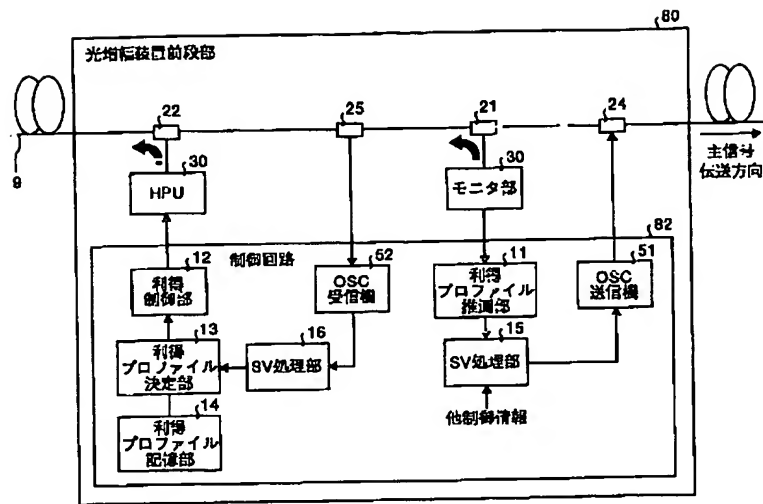 80
光増幅装置前段部
22
25
21
24
9
30
HPU
30
モニタ部
主信号
伝送方向
82
制御回路
12
利得
制御部
52
OSC
受信機
11
利得
プロファイル
推測部
51
OSC
送信機
13
利得
プロファイル
決定部
16
SV処理部
15
SV処理部
14
利得
プロファイル
記憶部
他制御情報